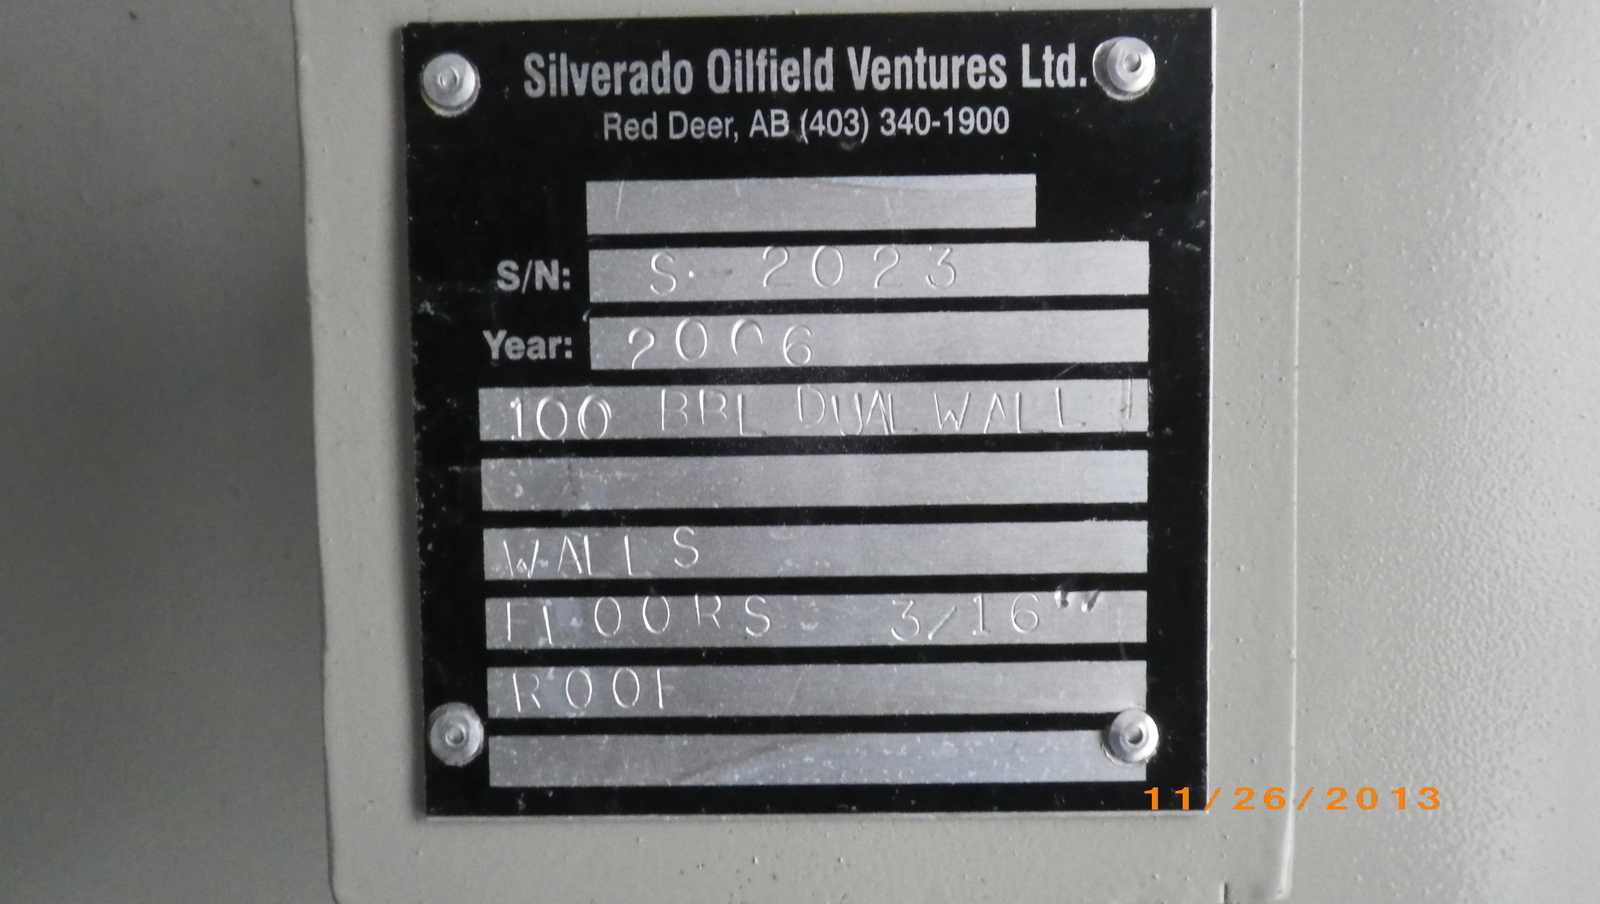 Silverado Oilfield Ventures Ltd.
Red Deer, AB (403) 340-1900
S/N: S. 2023
Year: 2006
100 BBL DUAL WALL
WALLS
FLOORS 3/16"
ROOF
11/26/2013